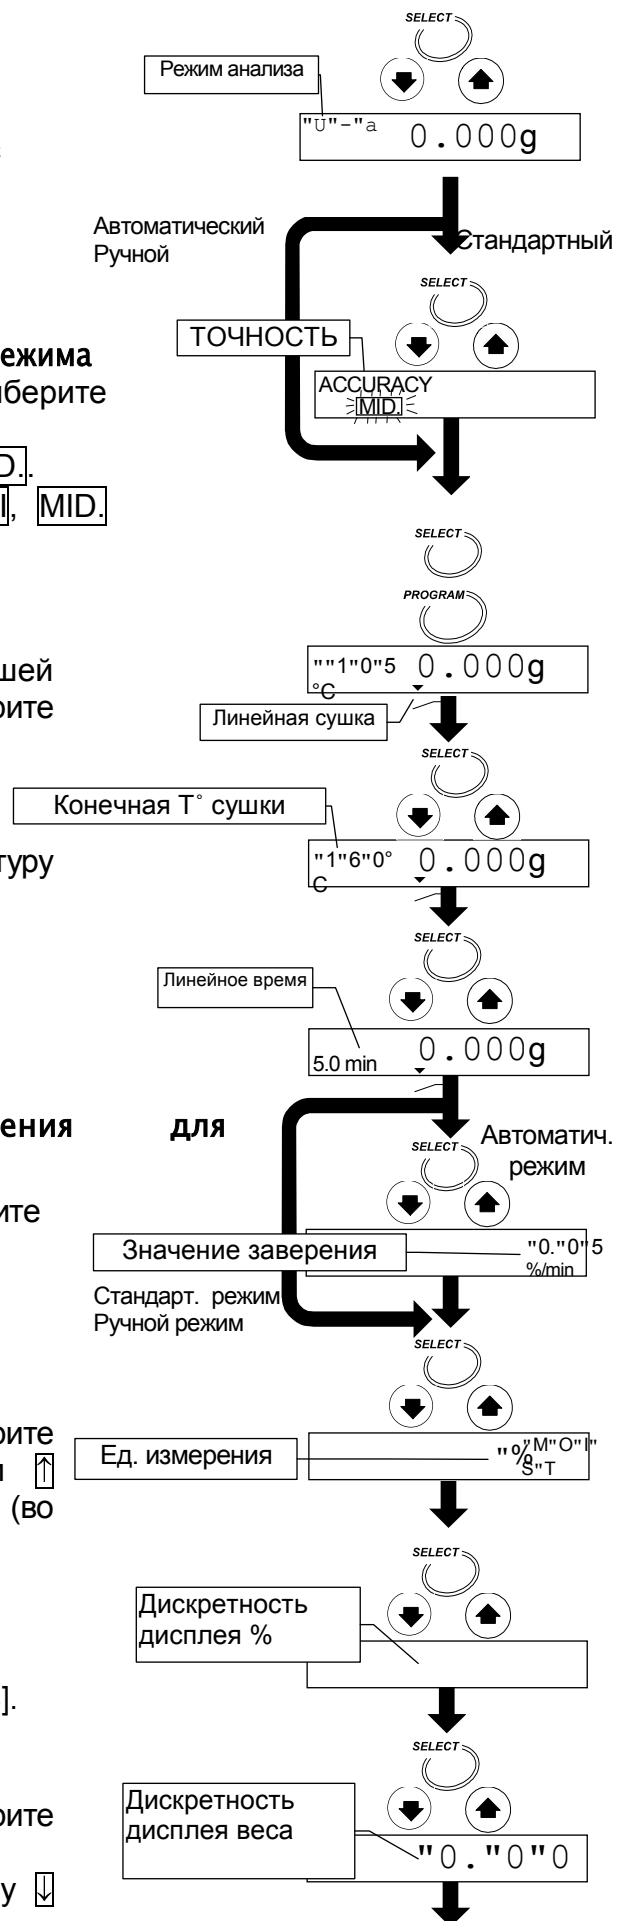 SELECT
Режим анализа
"U"-"a 0.000g
Автоматический
Ручной
Стандартный
SELECT
ТОЧНОСТЬ
ежима
ACCURACY
берите
MID.
D..
I, MID.
SELECT
PROGRAM
шей
""1"0"5 0.000g
°C
рите
Линейная сушка
SELECT
Конечная T° сушки
туру
"1"6"0° 0.000g
C
SELECT
Линейное время
0.000g
5.0 min
ения для
Автоматич.
режим
SELECT
ите
Значение заверения
"0."0"5
%/min
Стандарт. режим
Ручной режим
SELECT
рите
Ед. измерения
"% "M"O"I"
S"T
и ↑
(во
SELECT
Дискретность
дисплея %
].
SELECT
Дискретность
дисплея веса
рите
"0."0"0
у ↓